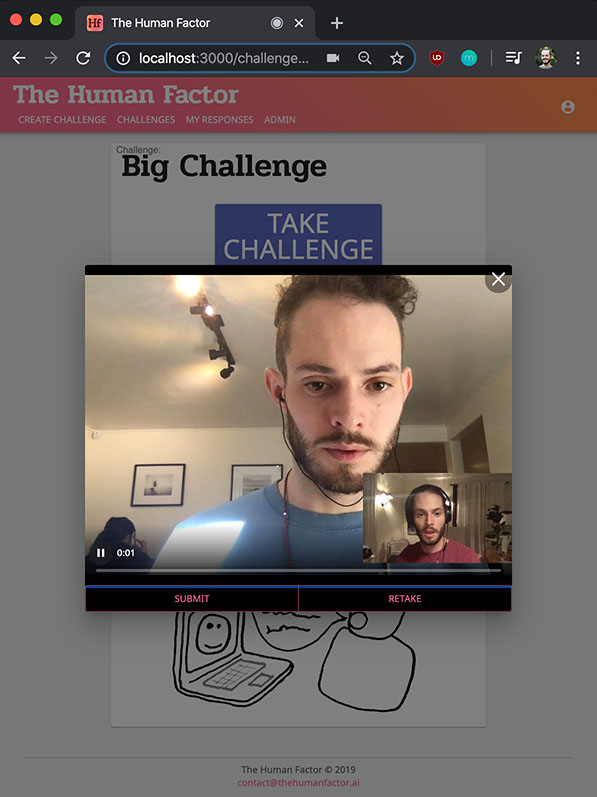 Hf
The Human Factor
localhost:3000/challenge...
The Human Factor
CREATE CHALLENGE CHALLENGES MY RESPONSES ADMIN
Challenge:
Big Challenge
TAKE
CHALLENGE
0:01
SUBMIT RETAKE
The Human Factor © 2019
contact@thehumanfactor.ai